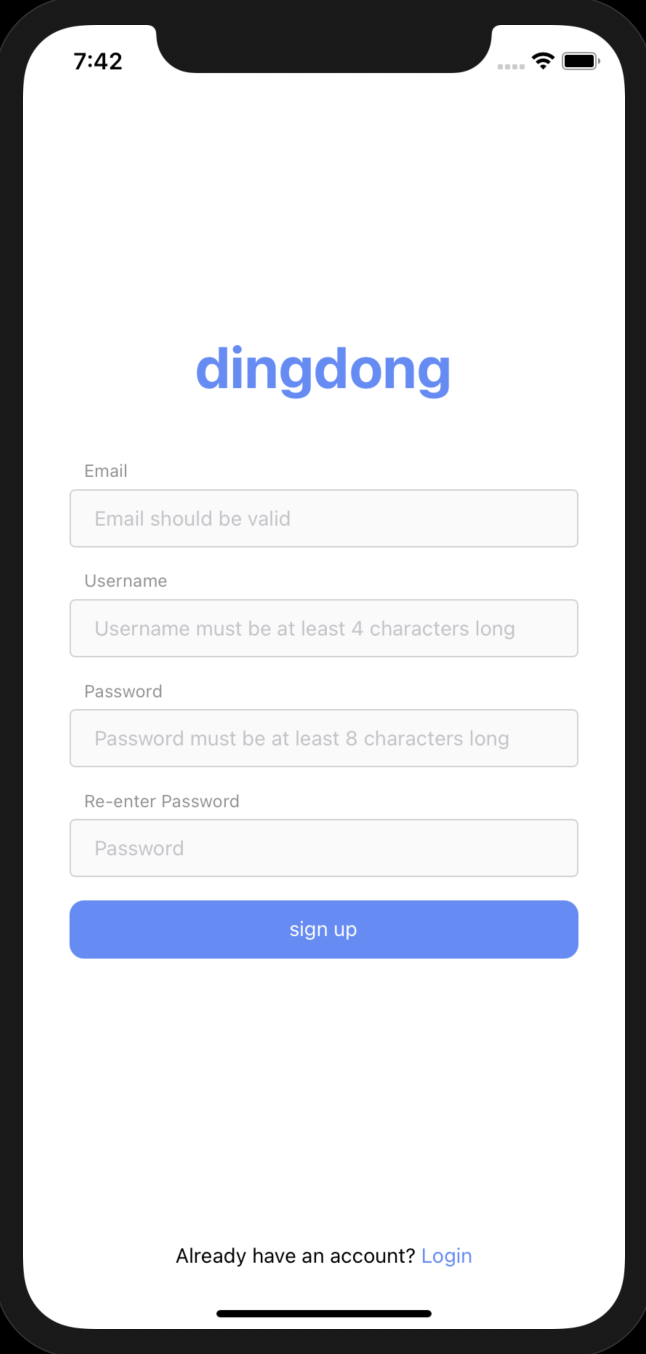 7:42
dingdong
Email
Email should be valid
Username
Username must be at least 4 characters long
Password
Password must be at least 8 characters long
Re-enter Password
Password
sign up
Already have an account? Login